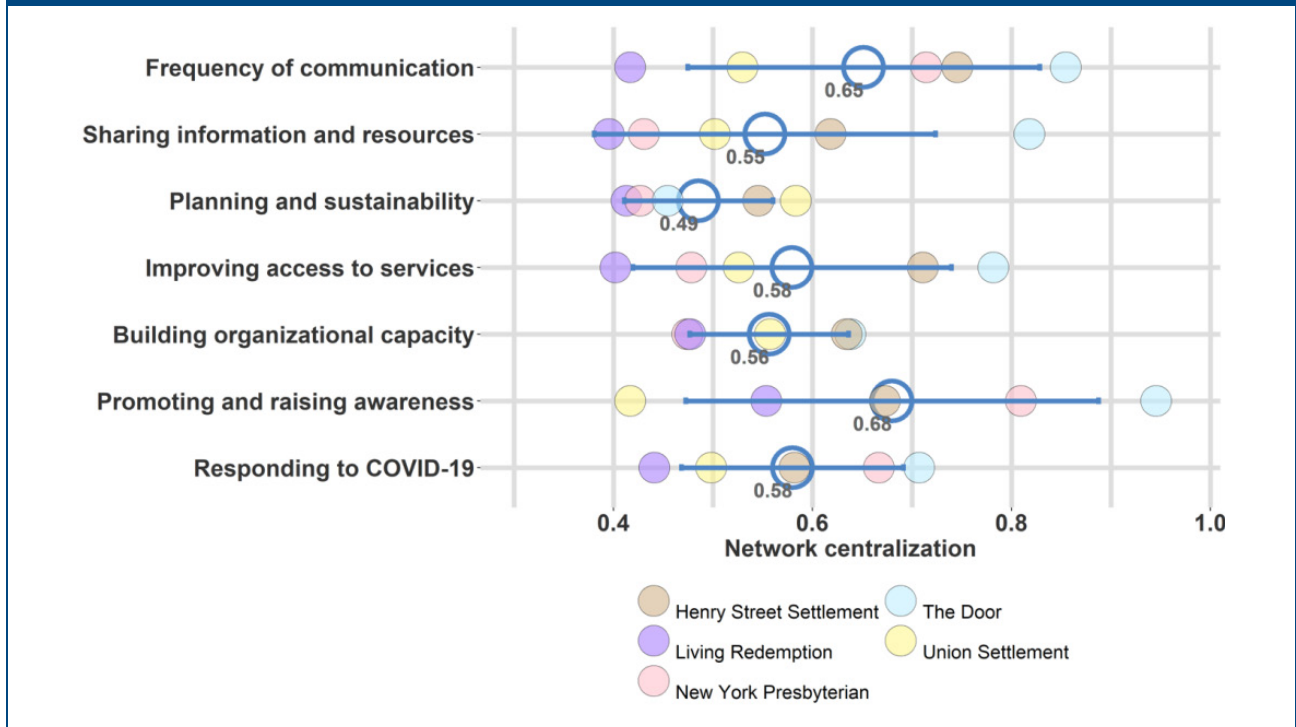 Frequency of communication
0.65
Sharing information and resources
0.55
Planning and sustainability
0.49
Improving access to services
0.58
Building organizational capacity
0.56
Promoting and raising awareness
0.68
Responding to COVID-19
0.58
0.4 0.6 0.8 1.0
Network centralization
Henry Street Settlement The Door
Living Redemption Union Settlement
New York Presbyterian